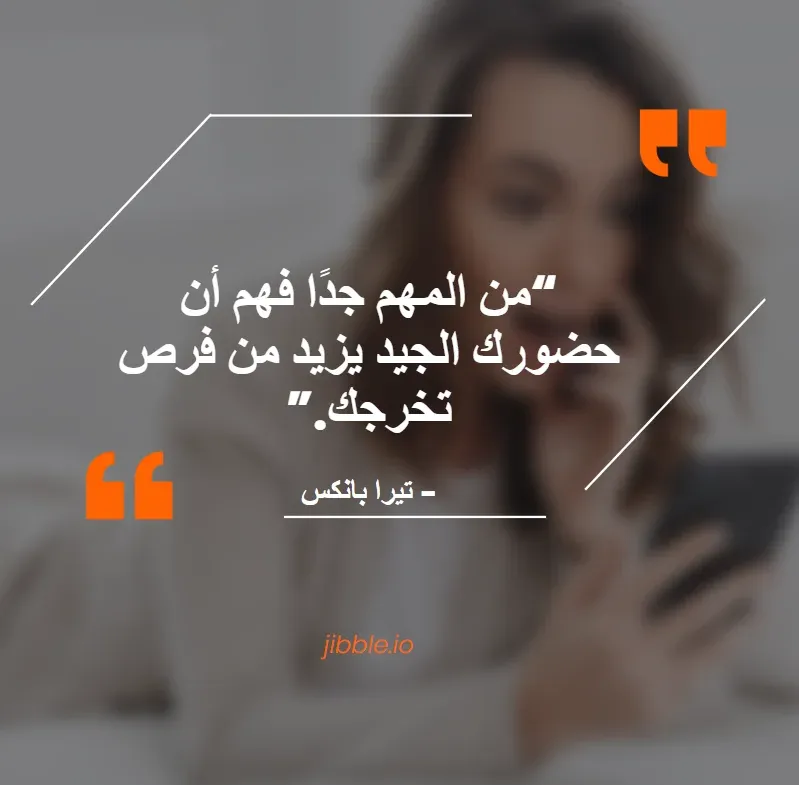 “من المهم جدًا فهم أن
حضورك الجيد يزيد من فرص
تخرجك.”
- تيرا بانكس
jibble.io